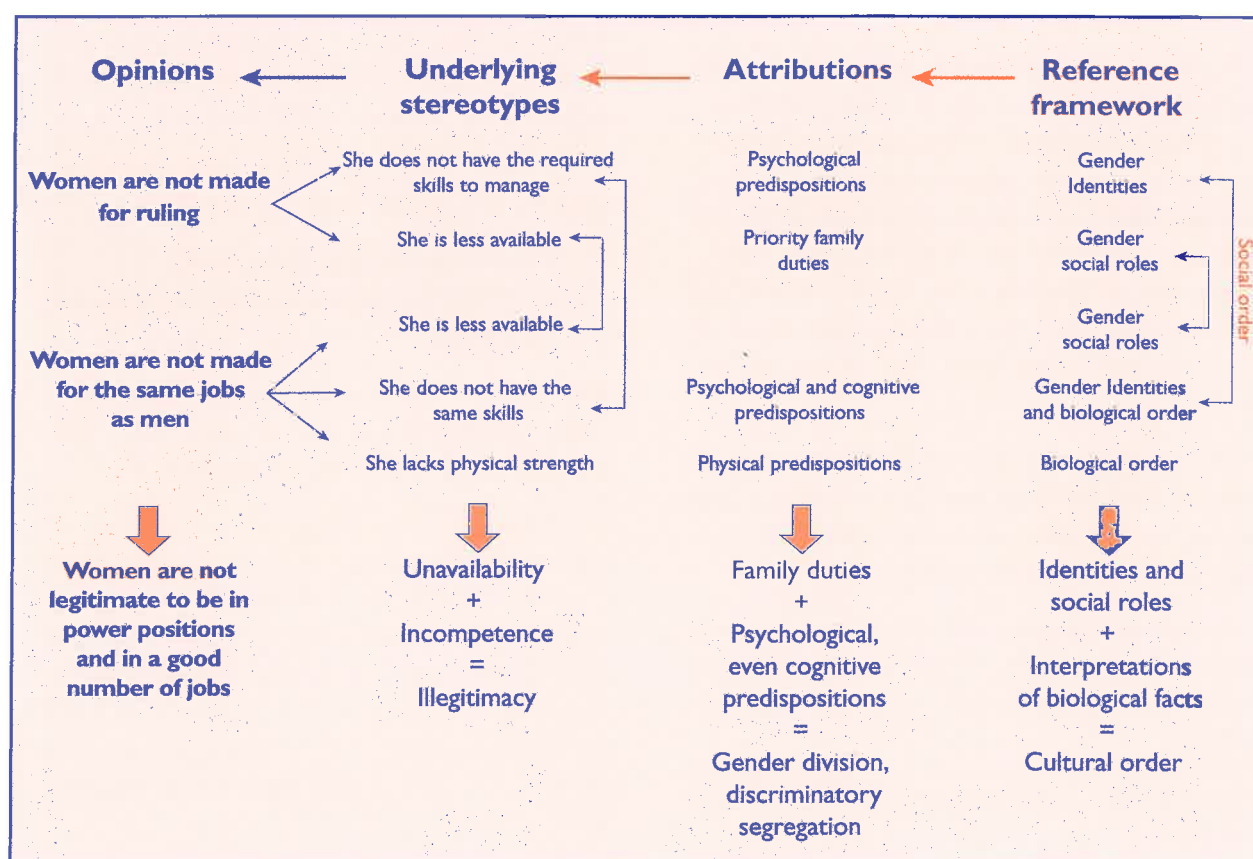 Opinions
Underlying
stereotypes
Attributions
Reference
framework
Women are not made
for ruling
She does not have the required
skills to manage
Psychological
predispositions
Gender
Identities
She is less available
Priority family
duties
Gender
social roles
She is less available
Gender
social roles
Women are not made
for the same jobs
as men
She does not have the
same skills
Psychological and cognitive
predispositions
Gender Identities
and biological order
She lacks physical strength
Physical predispositions
Biological order
Social order
Women are not
legitimate to be in
power positions
and in a good
number of jobs
Unavailability
+
Incompetence
=
Illegitimacy
Family duties
+
Psychological,
even cognitive
predispositions
=
Gender division,
discriminatory
segregation
Identities and
social roles
+
Interpretations
of biological facts
=
Cultural order